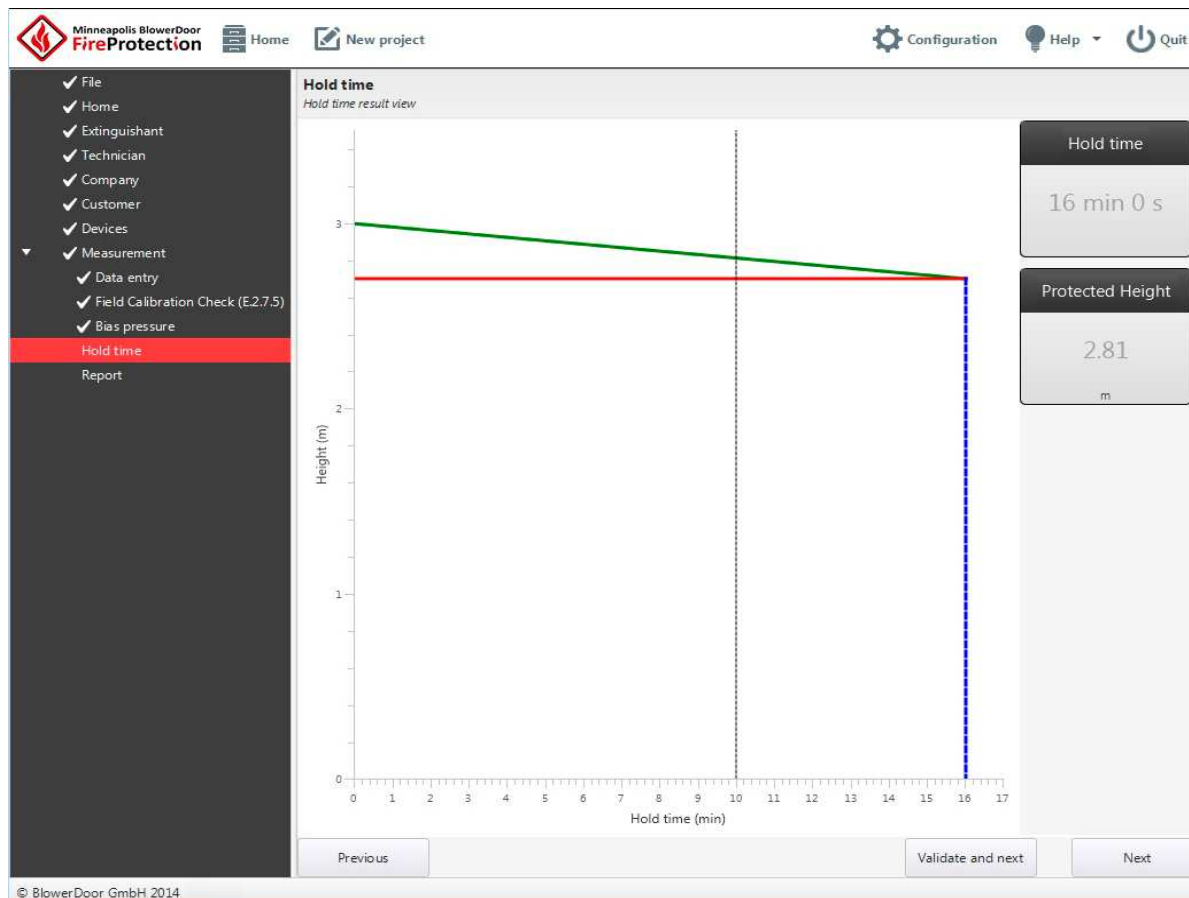 Minneapolis BlowerDoor
FireProtection
Home
New project
Configuration
Help
Quit
File
Home
Extinguishant
Technician
Company
Customer
Devices
Measurement
Data entry
Field Calibration Check (E.2.7.5)
Bias pressure
Hold time
Report
Hold time
Hold time result view
3
2
1
0
Height (m)
0 1 2 3 4 5 6 7 8 9 10 11 12 13 14 15 16 17
Hold time (min)
Hold time
16 min 0 s
Protected Height
2.81
m
Previous
Validate and next
Next
© BlowerDoor GmbH 2014